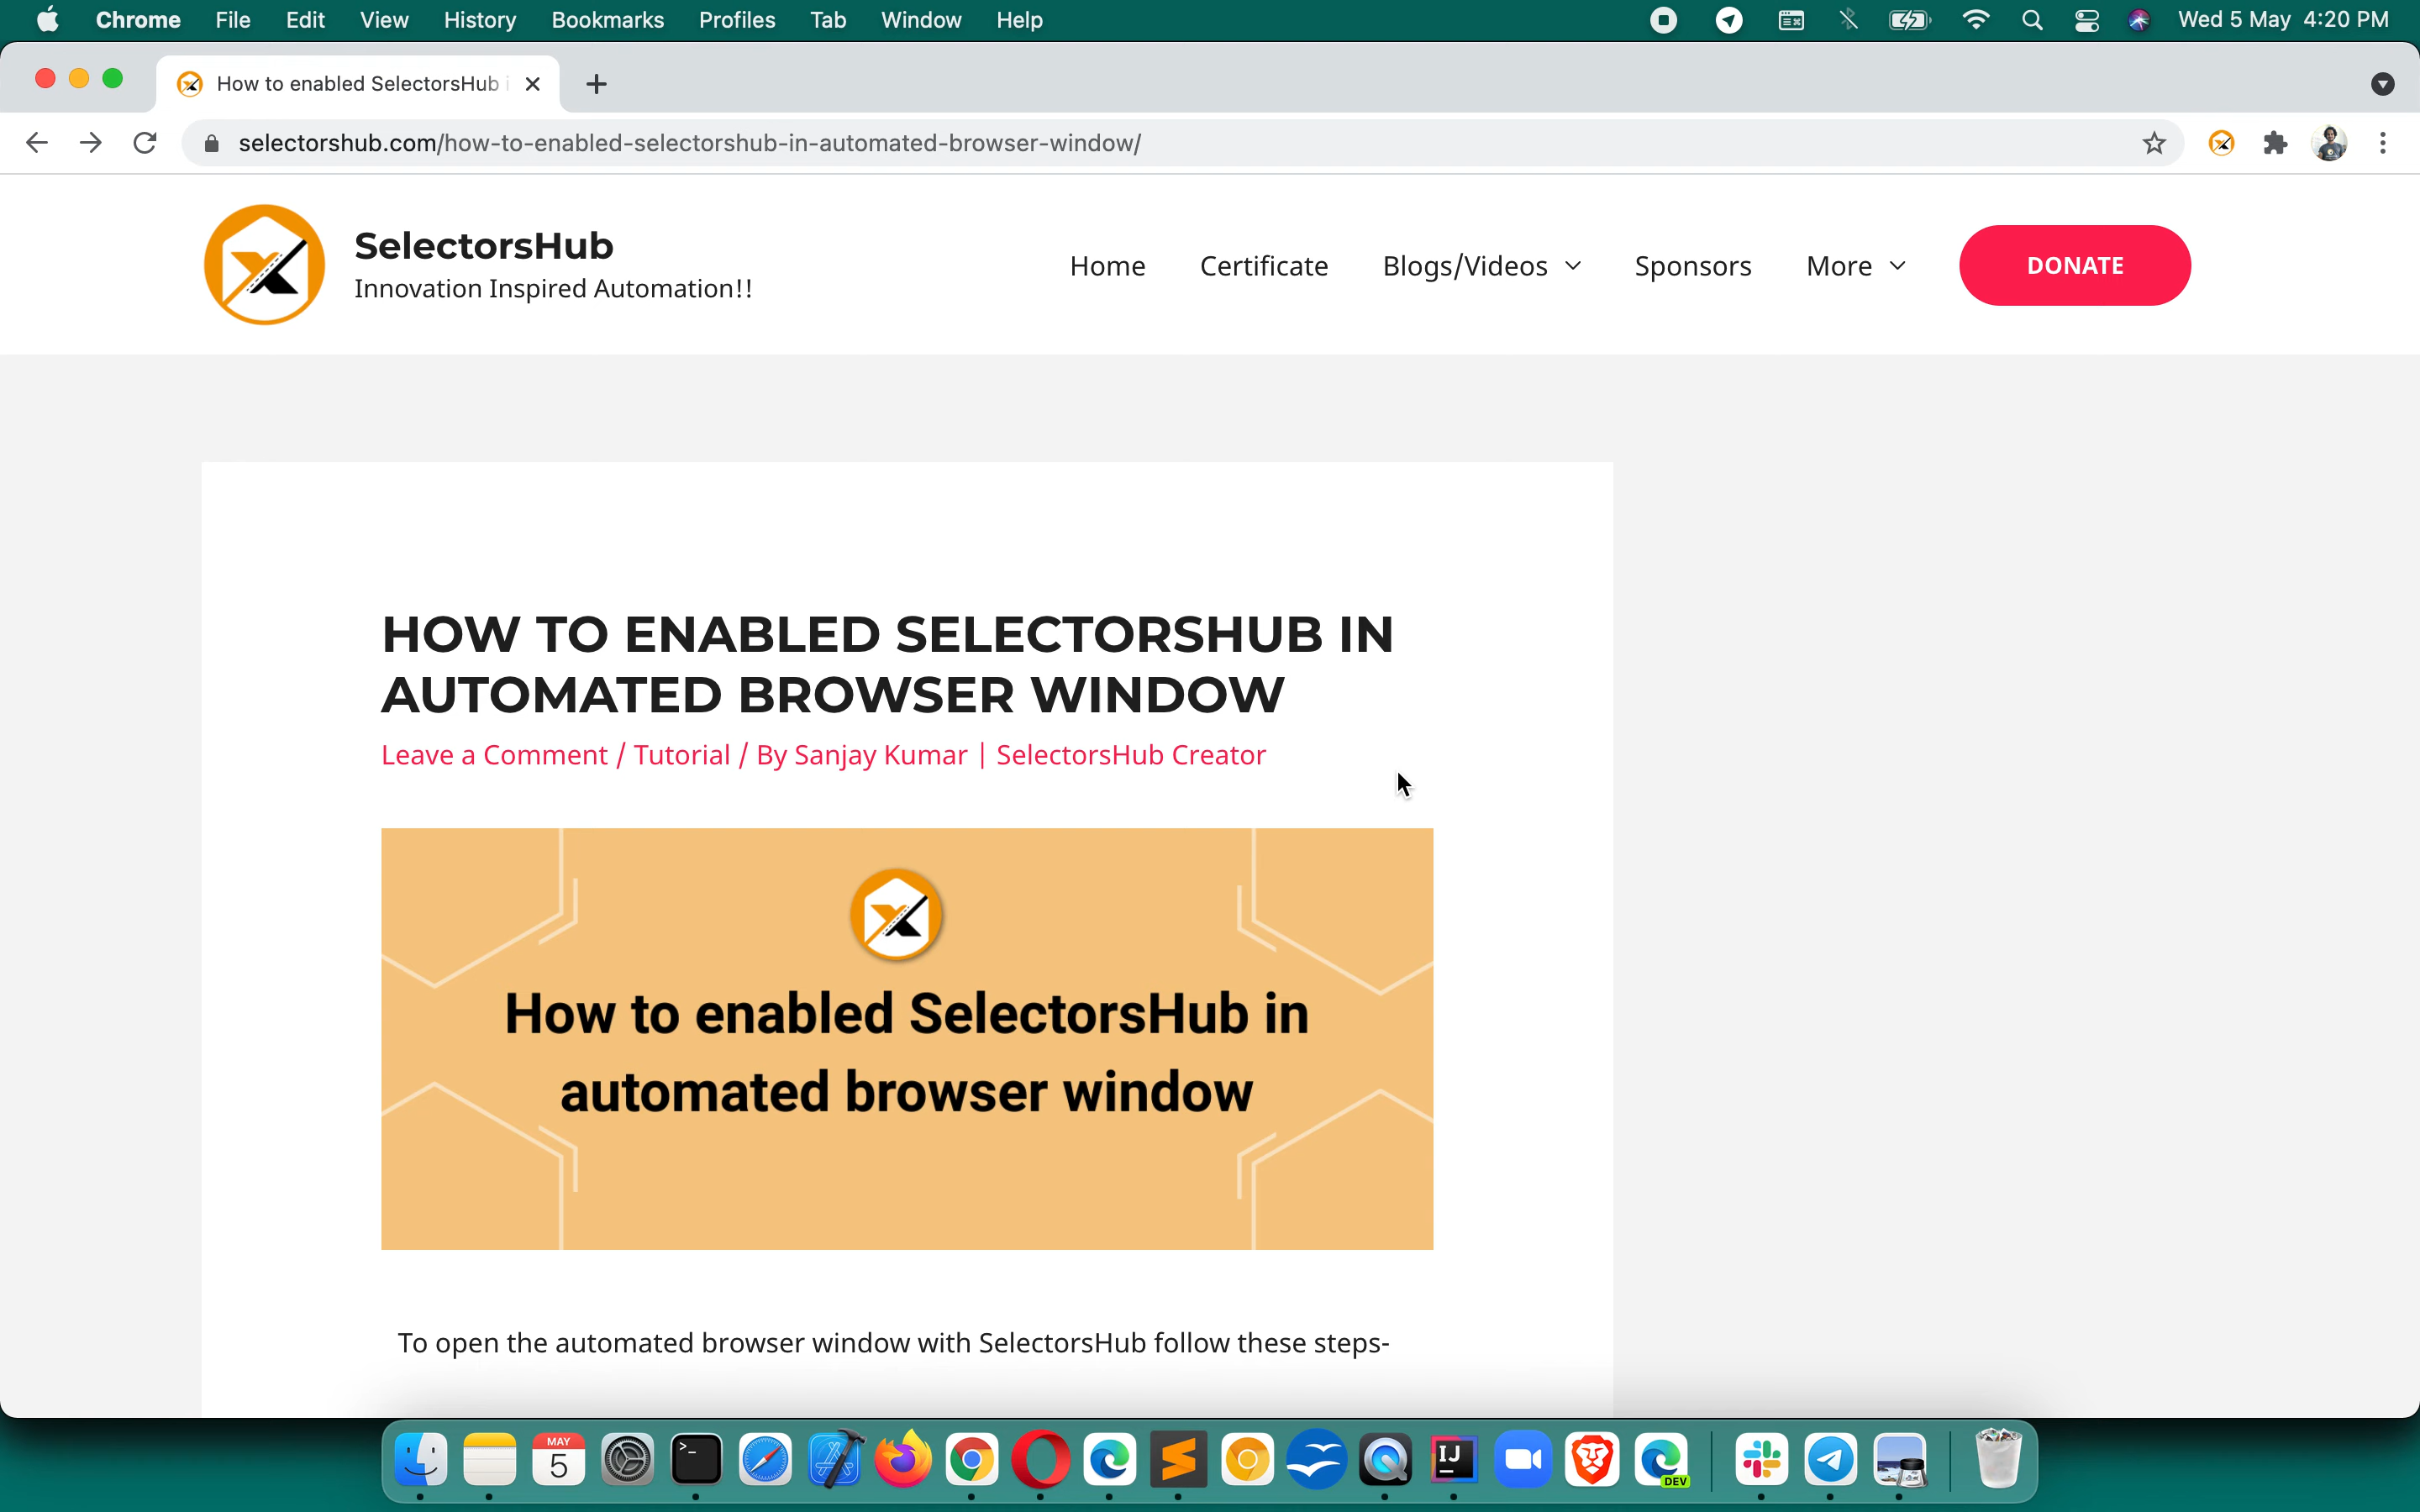 Chrome File Edit View History Bookmarks Profiles Tab Window Help Wed 5 May 4:20 PM
How to enabled SelectorsHub i
selectorshub.com/how-to-enabled-selectorshub-in-automated-browser-window/
SelectorsHub
Innovation Inspired Automation!!
Home Certificate Blogs/Videos Sponsors More DONATE
HOW TO ENABLED SELECTORSHUB IN
AUTOMATED BROWSER WINDOW
Leave a Comment / Tutorial / By Sanjay Kumar | SelectorsHub Creator
How to enabled SelectorsHub in
automated browser window
To open the automated browser window with SelectorsHub follow these steps-
MAY
5
>_
IJ
DEV